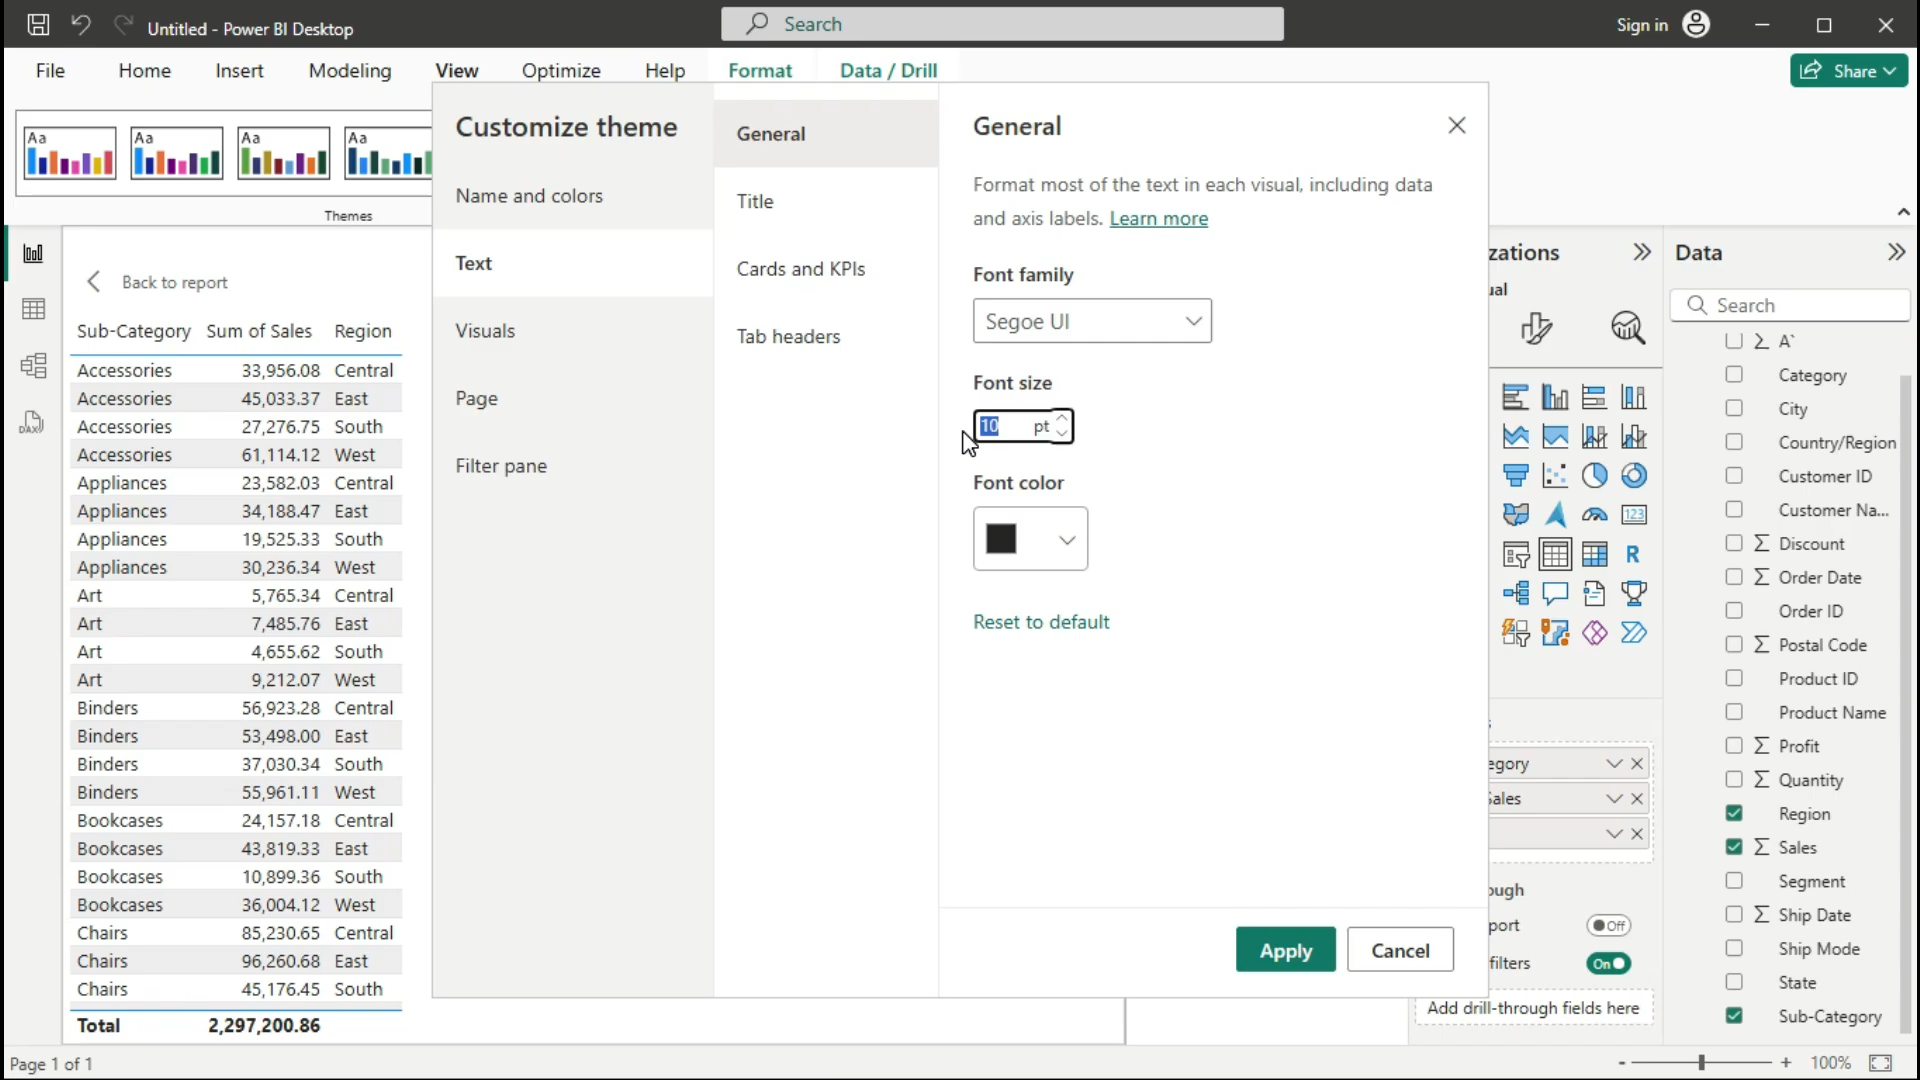 Untitled - Power BI Desktop
Search
Sign in
File
Home
Insert
Modeling
View
Optimize
Help
Format
Data / Drill
Share
Aa
Aa
Aa
Aa
Themes
Customize theme
Name and colors
Text
Visuals
Page
Filter pane
General
Title
Cards and KPIs
Tab headers
General
Format most of the text in each visual, including data
and axis labels. Learn more
Font family
Segoe UI
Font size
10 pt
Font color
Reset to default
Apply
Cancel
Back to report
Sub-Category Sum of Sales Region
Accessories 33,956.08 Central
Accessories 45,033.37 East
Accessories 27,276.75 South
Accessories 61,114.12 West
Appliances 23,582.03 Central
Appliances 34,188.47 East
Appliances 19,525.33 South
Appliances 30,236.34 West
Art 5,765.34 Central
Art 7,485.76 East
Art 4,655.62 South
Art 9,212.07 West
Binders 56,923.28 Central
Binders 53,498.00 East
Binders 37,030.34 South
Binders 55,961.11 West
Bookcases 24,157.18 Central
Bookcases 43,819.33 East
Bookcases 10,899.36 South
Bookcases 36,004.12 West
Chairs 85,230.65 Central
Chairs 96,260.68 East
Chairs 45,176.45 South
Total 2,297,200.86
zations
ual
123
R
egory
Sales
ough
port
Off
filters
On
Add drill-through fields here
Data
Search
Σ A`
Category
City
Country/Region
Customer ID
Customer Na...
Σ Discount
Σ Order Date
Order ID
Σ Postal Code
Product ID
Product Name
Σ Profit
Σ Quantity
Region
Σ Sales
Segment
Σ Ship Date
Ship Mode
State
Sub-Category
DAX
Page 1 of 1
- + 100%